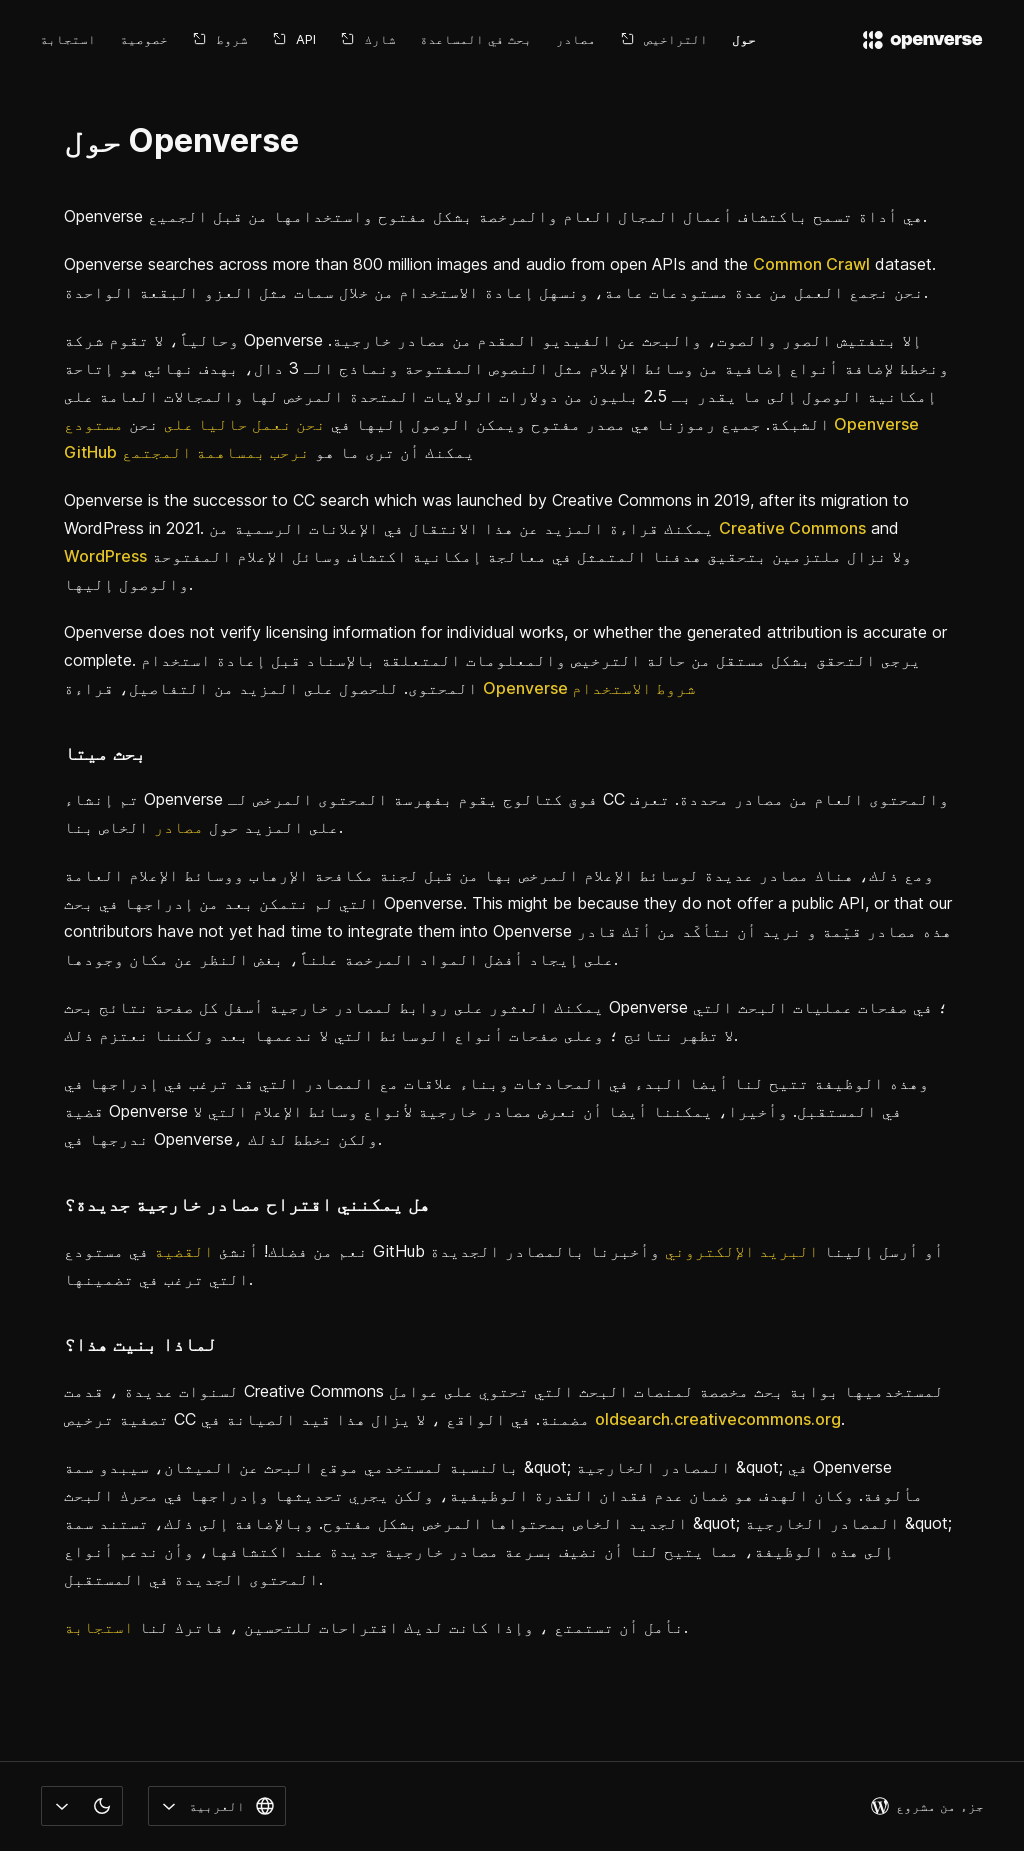 openverse
حول التراخيص مصادر بحث في المساعدة شارك API شروط خصوصية استجابة
حول Openverse
Openverse هي أداة تسمح باكتشاف أعمال المجال العام والمرخصة بشكل مفتوح واستخدامها من قبل الجميع.
Openverse searches across more than 800 million images and audio from open APIs and the Common Crawl dataset.
نحن نجمع العمل من عدة مستودعات عامة، ونسهل إعادة الاستخدام من خلال سمات مثل العزو البقعة الواحدة.
وحالياً، لا تقوم شركة Openverse إلا بتفتيش الصور والصوت، والبحث عن الفيديو المقدم من مصادر خارجية.
ونخطط لإضافة أنواع إضافية من وسائط الإعلام مثل النصوص المفتوحة ونماذج الـ 3 دال، بهدف نهائي هو إتاحة
إمكانية الوصول إلى ما يقدر بـ 2.5 بليون من دولارات الولايات المتحدة المرخص لها والمجالات العامة على
الشبكة. جميع رموزنا هي مصدر مفتوح ويمكن الوصول إليها في نحن نعمل حاليا على نحن مستودع Openverse
GitHub يمكنك أن ترى ما هو نرحب بمساهمة المجتمع
Openverse is the successor to CC search which was launched by Creative Commons in 2019, after its migration to
WordPress in 2021. يمكنك قراءة المزيد عن هذا الانتقال في الإعلانات الرسمية من Creative Commons and
WordPress ولا نزال ملتزمين بتحقيق هدفنا المتمثل في معالجة إمكانية اكتشاف وسائل الإعلام المفتوحة
والوصول إليها.
Openverse does not verify licensing information for individual works, or whether the generated attribution is accurate or
complete. يرجى التحقق بشكل مستقل من حالة الترخيص والمعلومات المتعلقة بالإسناد قبل إعادة استخدام
المحتوى. للحصول على المزيد من التفاصيل، قراءة Openverse شروط الاستخدام
بحث ميتا
تم إنشاء Openverse فوق كتالوج يقوم بفهرسة المحتوى المرخص لـ CC والمحتوى العام من مصادر محددة. تعرف
على المزيد حول مصادر الخاص بنا.
ومع ذلك، هناك مصادر عديدة لوسائط الإعلام المرخص بها من قبل لجنة مكافحة الإرهاب ووسائط الإعلام العامة
التي لم نتمكن بعد من إدراجها في بحث Openverse. This might be because they do not offer a public API, or that our
contributors have not yet had time to integrate them into Openverse هذه مصادر قيّمة و نريد أن نتأكّد من أنّك قادر
على إيجاد أفضل المواد المرخصة علناً، بغض النظر عن مكان وجودها.
يمكنك العثور على روابط لمصادر خارجية أسفل كل صفحة نتائج بحث Openverse ؛ في صفحات عمليات البحث التي
لا تظهر نتائج ؛ وعلى صفحات أنواع الوسائط التي لا ندعمها بعد ولكننا نعتزم ذلك.
وهذه الوظيفة تتيح لنا أيضا البدء في المحادثات وبناء علاقات مع المصادر التي قد ترغب في إدراجها في
قضية Openverse في المستقبل. وأخيرا، يمكننا أيضا أن نعرض مصادر خارجية لأنواع وسائط الإعلام التي لا
ندرجها في Openverse، ولكن نخطط لذلك.
هل يمكنني اقتراح مصادر خارجية جديدة؟
نعم من فضلك! أنشئ القضية في مستودع GitHub أو أرسل إلينا البريد الإلكتروني وأخبرنا بالمصادر الجديدة
التي ترغب في تضمينها.
لماذا بنيت هذا؟
لسنوات عديدة ، قدمت Creative Commons لمستخدميها بوابة بحث مخصصة لمنصات البحث التي تحتوي على عوامل
تصفية ترخيص CC مضمنة. في الواقع ، لا يزال هذا قيد الصيانة في oldsearch.creativecommons.org.
بالنسبة لمستخدمي موقع البحث عن الميثان، سيبدو سمة &quot; المصادر الخارجية &quot; في Openverse
مألوفة. وكان الهدف هو ضمان عدم فقدان القدرة الوظيفية، ولكن يجري تحديثها وإدراجها في محرك البحث
الجديد الخاص بمحتواها المرخص بشكل مفتوح. وبالإضافة إلى ذلك، تستند سمة &quot; المصادر الخارجية &quot;
إلى هذه الوظيفة، مما يتيح لنا أن نضيف بسرعة مصادر خارجية جديدة عند اكتشافها، وأن ندعم أنواع
المحتوى الجديدة في المستقبل.
نأمل أن تستمتع ، وإذا كانت لديك اقتراحات للتحسين ، فاترك لنا استجابة.
جزء من مشروع
العربية